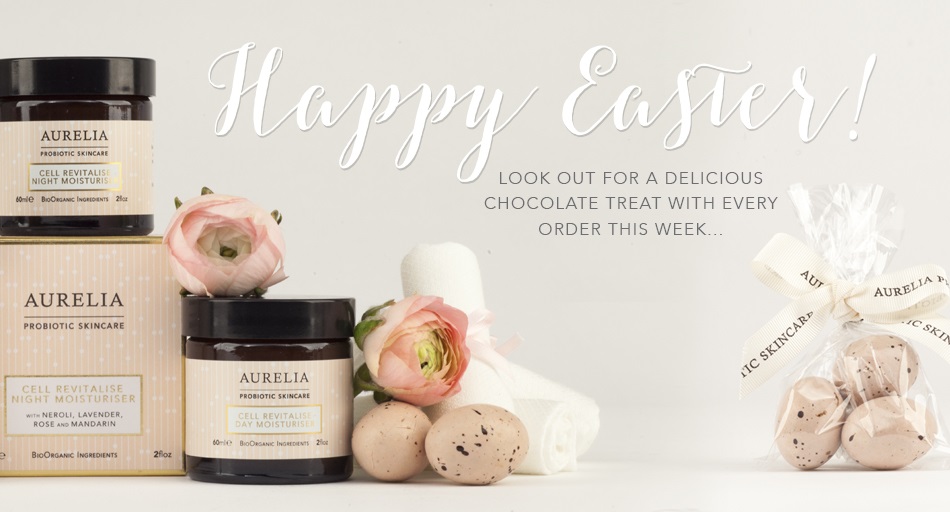 Happy Easter!
LOOK OUT FOR A DELICIOUS
CHOCOLATE TREAT WITH EVERY
ORDER THIS WEEK...
AURELIA
PROBIOTIC SKINCARE
CELL REVITALISE
NIGHT MOISTURIS
60ml e BIOORGANIC INGREDIENTS 2floz
AURELIA
PROBIOTIC SKINCARE
CELL REVITALISE
NIGHT MOISTURISER
WITH NEROLI, LAVENDER,
ROSE AND MANDARIN
e BIOORGANIC INGREDIENTS 2floz
AURELIA
PROBIOTIC SKINCARE
CELL REVITALISE
DAY MOISTURISER
60ml e BIOORGANIC INGREDIENTS 2floz
AURELIA P
TIC SKINCARE